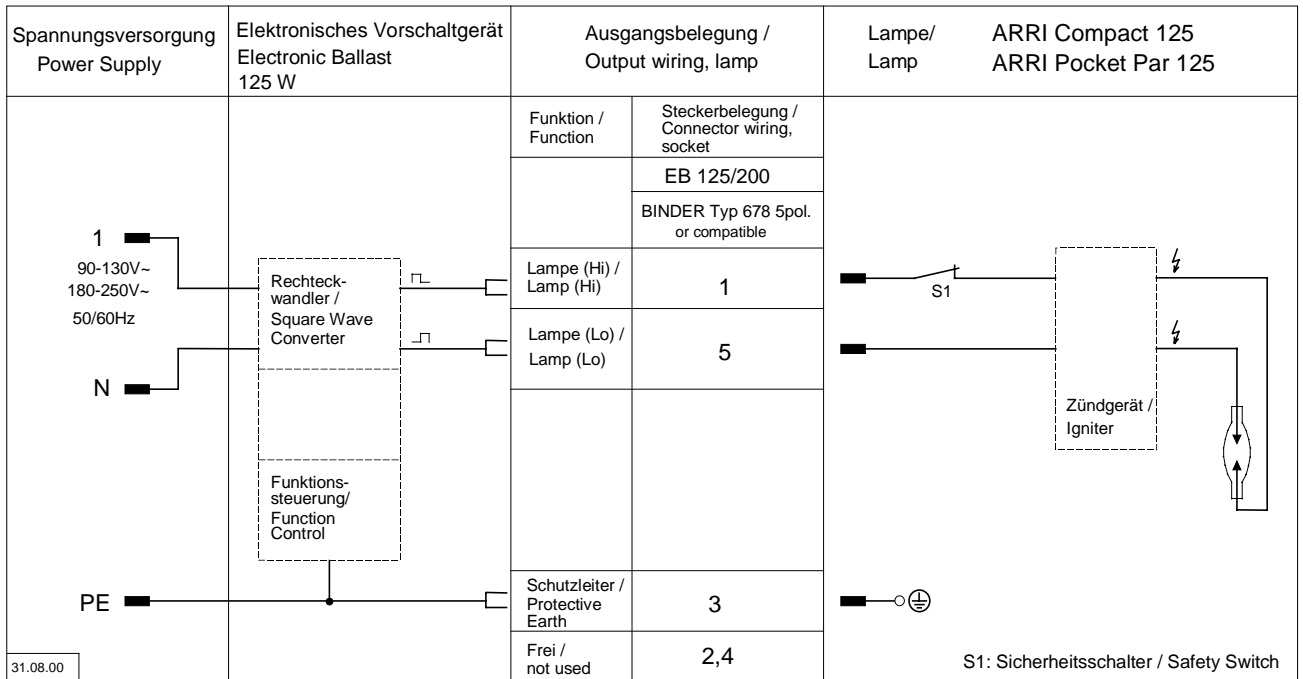 Spannungsversorgung
Power Supply
Elektronisches Vorschaltgerät
Electronic Ballast
125 W
Ausgangsbelegung /
Output wiring, lamp
Lampe/
Lamp
ARRI Compact 125
ARRI Pocket Par 125
Funktion /
Function
Steckerbelegung /
Connector wiring,
socket
EB 125/200
BINDER Typ 678 5pol.
or compatible
1
90-130V~
180-250V~
50/60Hz
N
Rechteck-
wandler /
Square Wave
Converter
Funktions-
steuerung/
Function
Control
PE
Lampe (Hi) /
Lamp (Hi)
1
Lampe (Lo) /
Lamp (Lo)
5
Schutzleiter /
Protective
Earth
3
Frei /
not used
2,4
S1
Zündgerät /
Igniter
S1: Sicherheitsschalter / Safety Switch
31.08.00